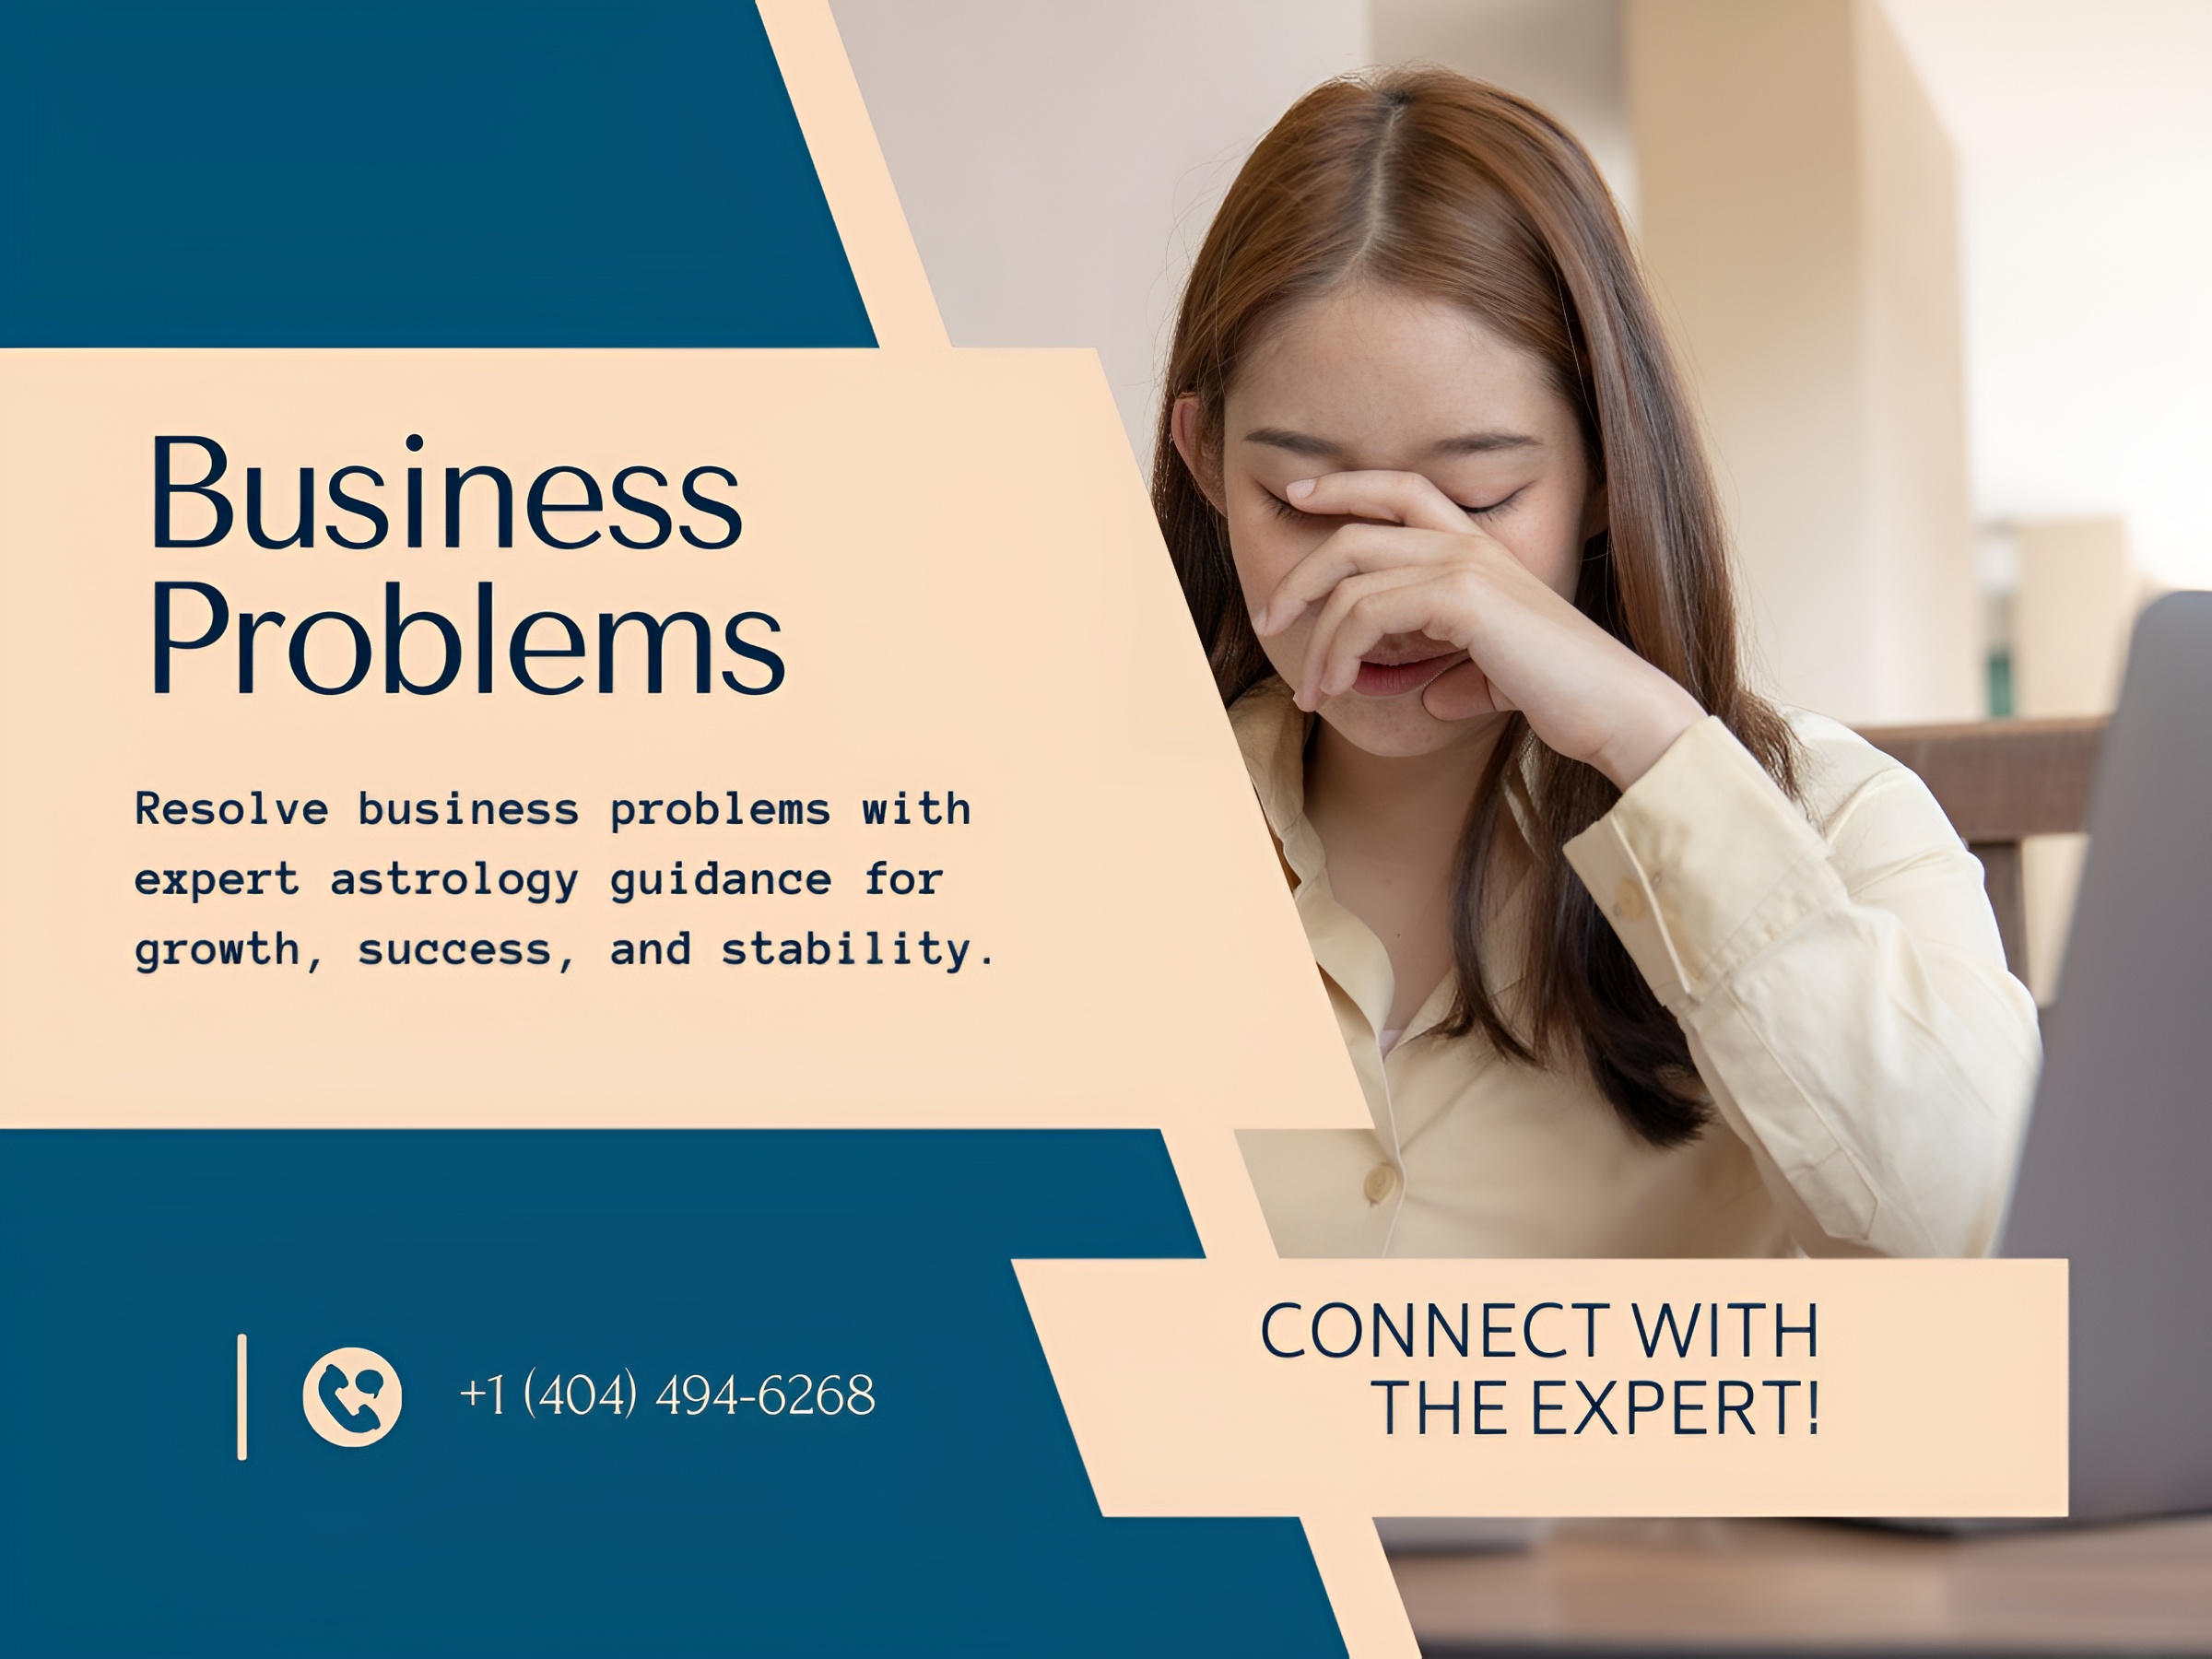 Business
Problems
Resolve business problems with
expert astrology guidance for
growth, success, and stability.
+1 (404) 494-6268
CONNECT WITH
THE EXPERT!